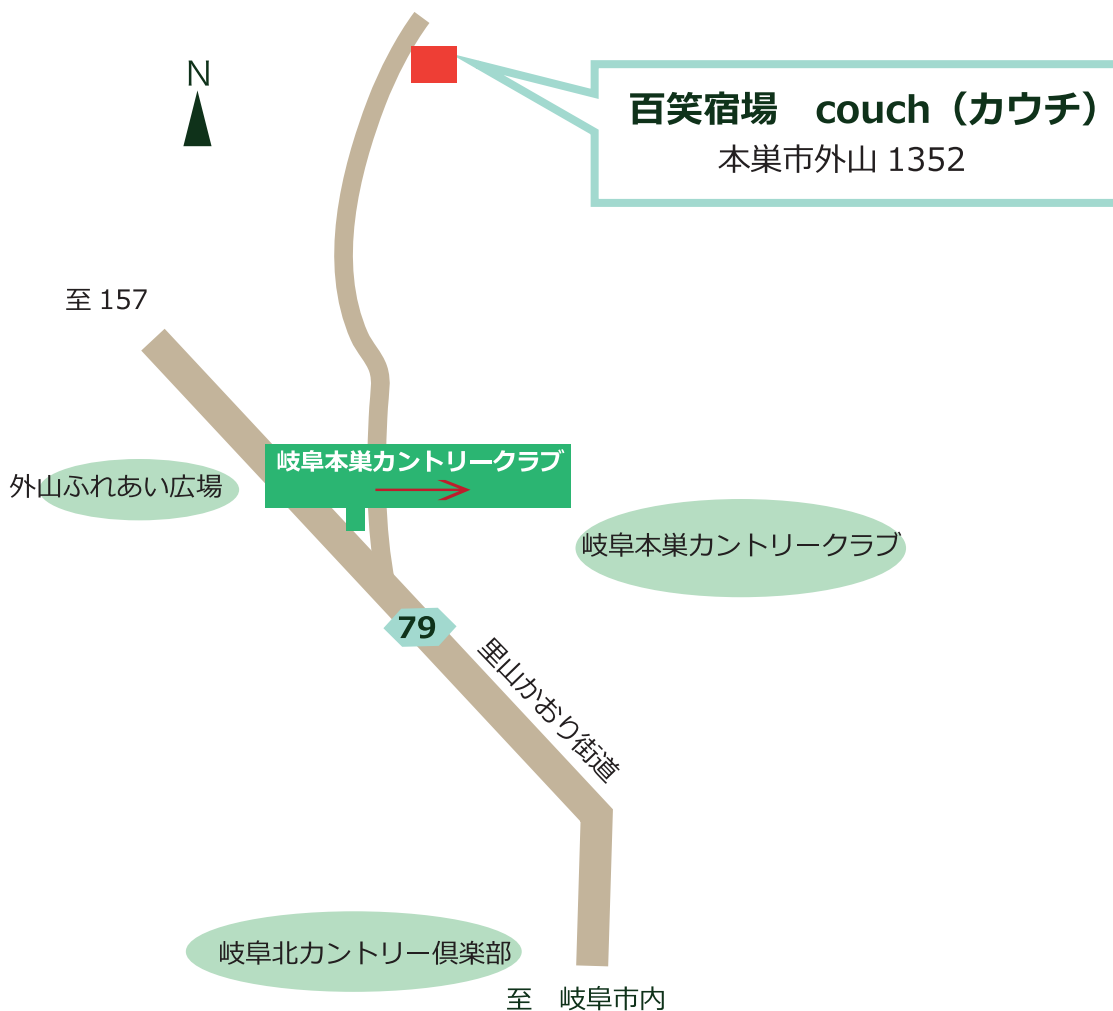 N
百笑宿場　couch（カウチ）
本巣市外山 1352
至 157
岐阜本巣カントリークラブ
外山ふれあい広場
岐阜本巣カントリークラブ
79
里山かおり街道
岐阜北カントリー倶楽部
至　岐阜市内